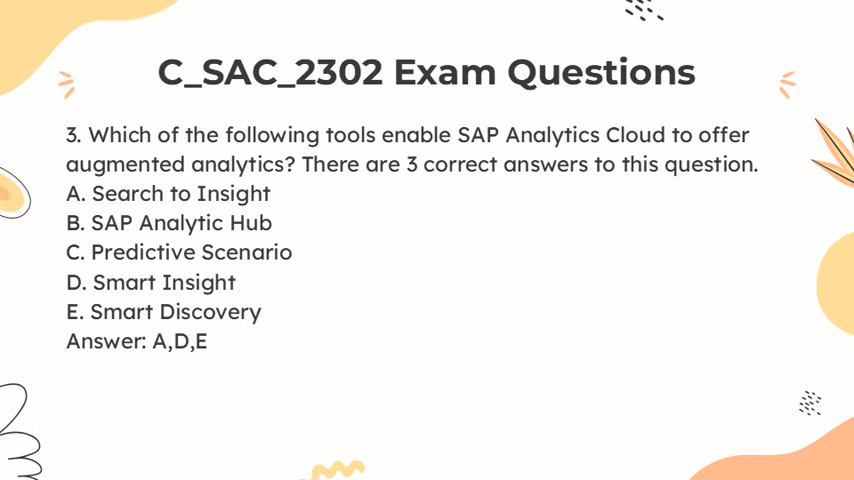 C_SAC_2302 Exam Questions
3. Which of the following tools enable SAP Analytics Cloud to offer
augmented analytics? There are 3 correct answers to this question.
A. Search to Insight
B. SAP Analytic Hub
C. Predictive Scenario
D. Smart Insight
E. Smart Discovery
Answer: A,D,E